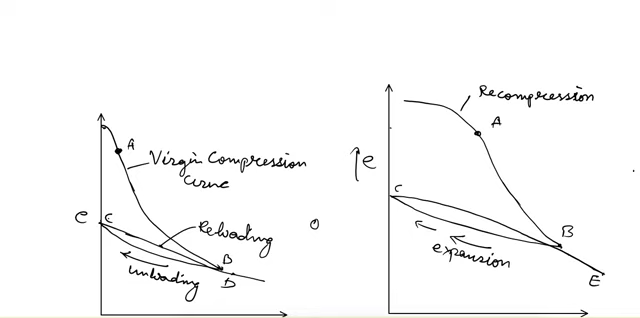 A
Virgin Compression
Curve
e
C
Reloading
B
D
unloading
Recompression
A
e
C
B
expansion
E